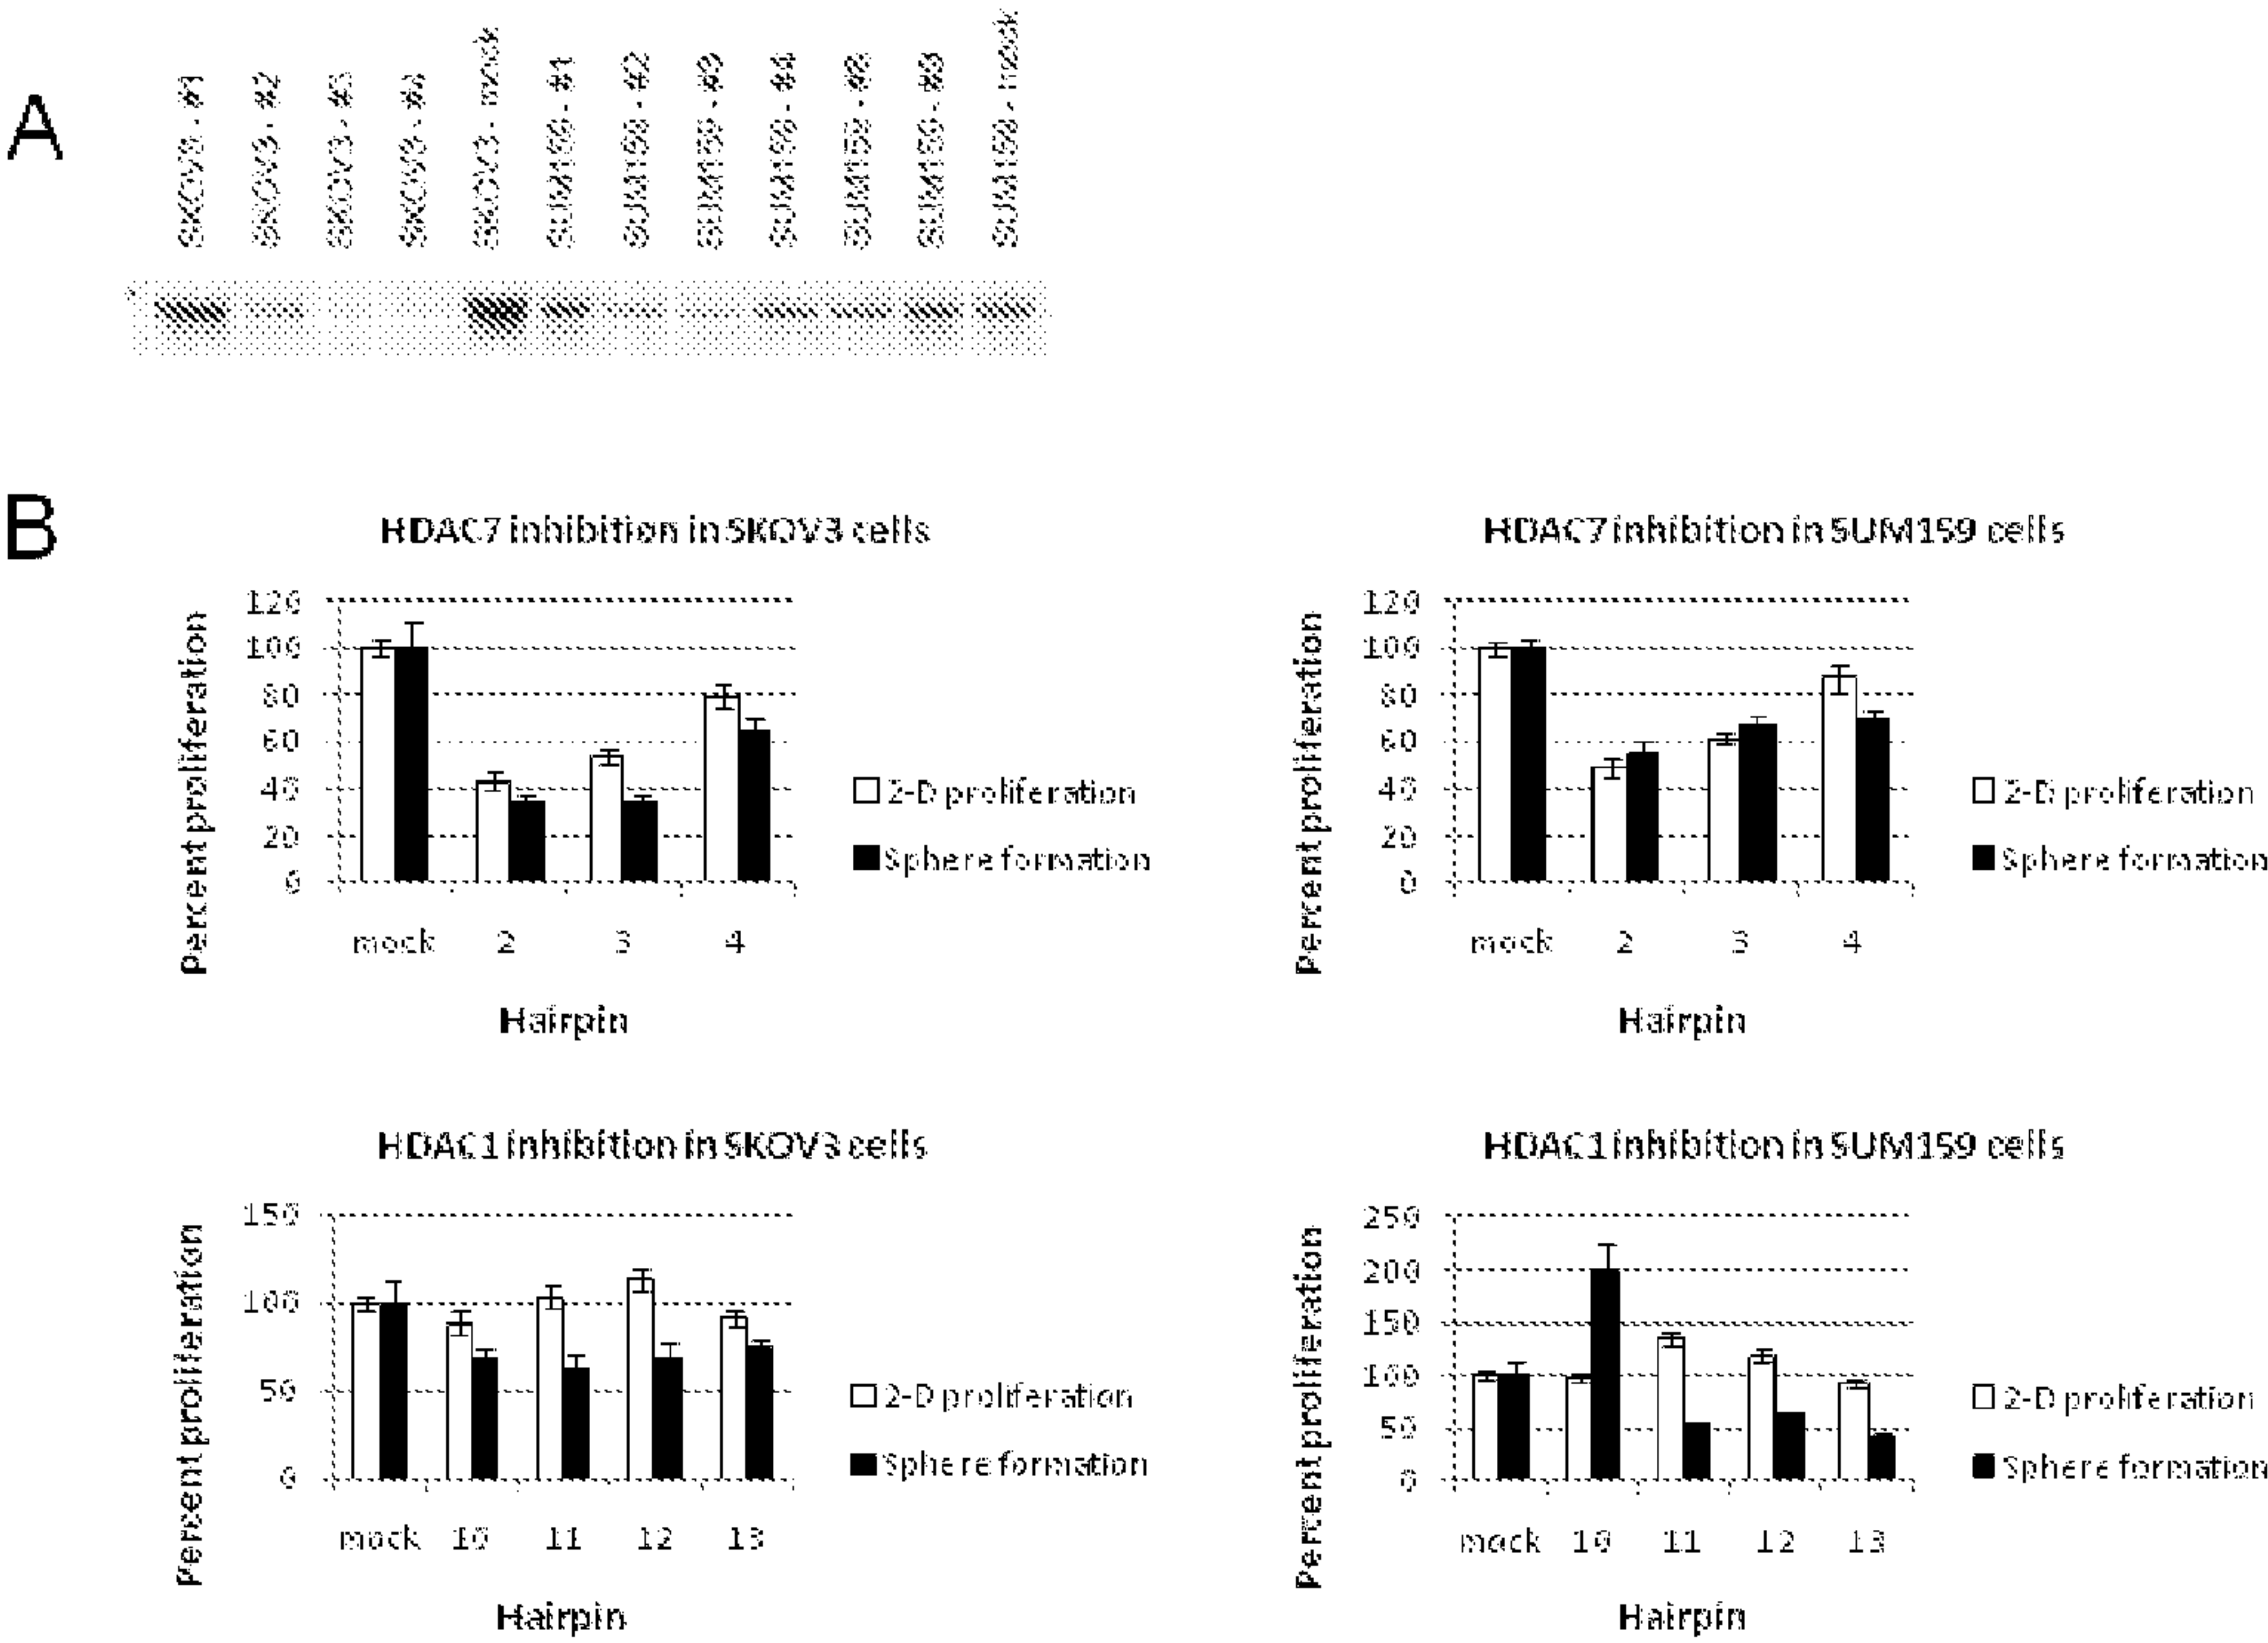 A
SKOV3 - #1
SKOV3 - #2
SKOV3 - #3
SKOV3 - #4
SKOV3 - mock
SUM159 - #1
SUM159 - #2
SUM159 - #3
SUM159 - #4
SUM159 - #8
SUM159 - #9
SUM159 - mock
B
HDAC7 inhibition in SKOV3 cells
Percent proliferation
120
100
80
60
40
20
0
mock 2 3 4
Hairpin
2-D proliferation
Sphere formation
HDAC7 inhibition in SUM159 cells
Percent proliferation
120
100
80
60
40
20
0
mock 2 3 4
Hairpin
2-D proliferation
Sphere formation
HDAC1 inhibition in SKOV3 cells
Percent proliferation
150
100
50
0
mock 10 11 12 13
Hairpin
2-D proliferation
Sphere formation
HDAC1 inhibition in SUM159 cells
Percent proliferation
250
200
150
100
50
0
mock 10 11 12 13
Hairpin
2-D proliferation
Sphere formation